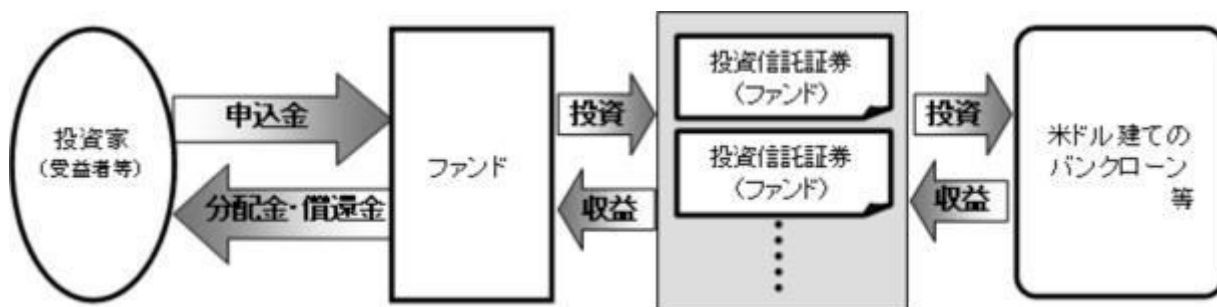 投資家
(受益者等)
申込金
分配金・償還金
ファンド
投資
収益
投資信託証券
(ファンド)
投資信託証券
(ファンド)
投資
収益
米ドル建ての
バンクローン
等